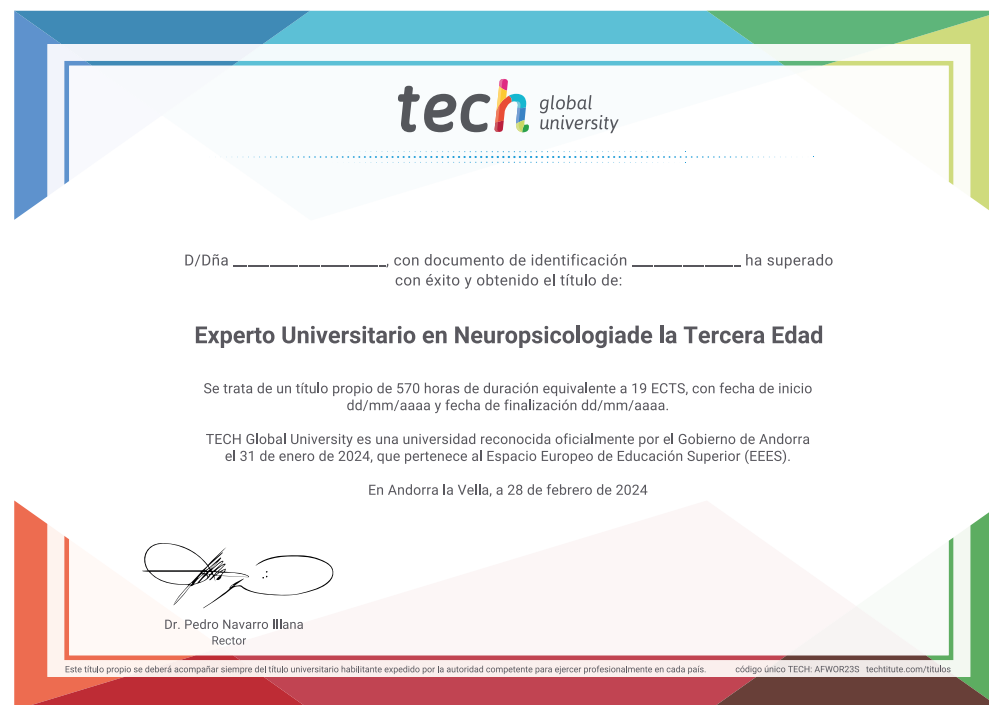 tech global university
D/Dña ______________________, con documento de identificación ________________ ha superado
con éxito y obtenido el título de:
Experto Universitario en Neuropsicologiade la Tercera Edad
Se trata de un título propio de 570 horas de duración equivalente a 19 ECTS, con fecha de inicio
dd/mm/aaaa y fecha de finalización dd/mm/aaaa.
TECH Global University es una universidad reconocida oficialmente por el Gobierno de Andorra
el 31 de enero de 2024, que pertenece al Espacio Europeo de Educación Superior (EEES).
En Andorra la Vella, a 28 de febrero de 2024
Dr. Pedro Navarro Illana
Rector
Este título propio se deberá acompañar siempre del título universitario habilitante expedido por la autoridad competente para ejercer profesionalmente en cada país. código único TECH: AFWOR23S techtitute.com/titulos